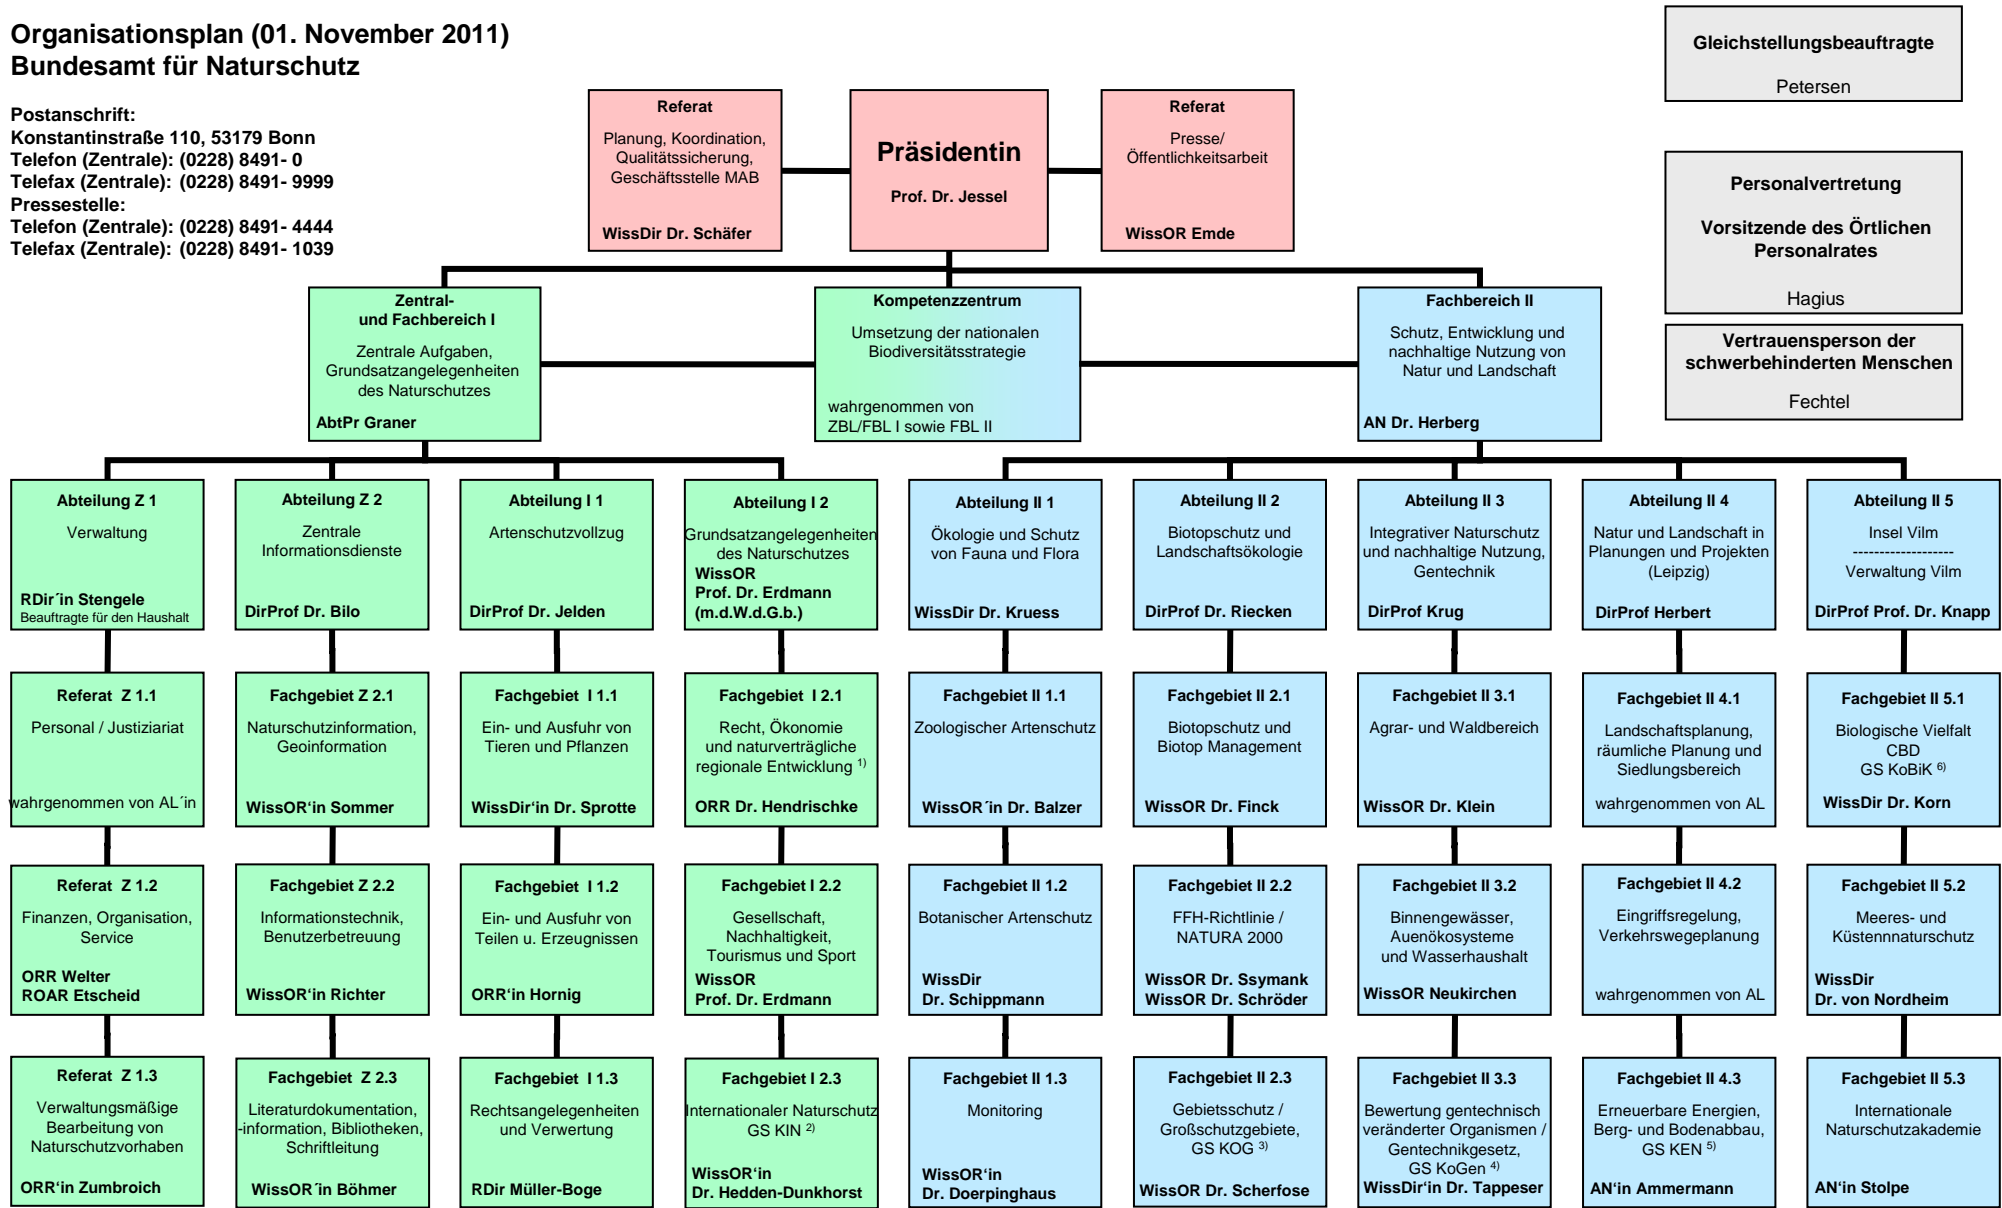 Organisationsplan (01. November 2011)
Bundesamt für Naturschutz
Postanschrift:
Konstantinstraße 110, 53179 Bonn
Telefon (Zentrale): (0228) 8491- 0
Telefax (Zentrale): (0228) 8491- 9999
Pressestelle:
Telefon (Zentrale): (0228) 8491- 4444
Telefax (Zentrale): (0228) 8491- 1039
Referat
Planung, Koordination,
Qualitätssicherung,
Geschäftsstelle MAB
WissDir Dr. Schäfer
Präsidentin
Prof. Dr. Jessel
Referat
Presse/
Öffentlichkeitsarbeit
WissOR Emde
Gleichstellungsbeauftragte
Petersen
Personalvertretung
Vorsitzende des Örtlichen
Personalrates
Hagius
Vertrauensperson der
schwerbehinderten Menschen
Fechtel
Zentral-
und Fachbereich I
Zentrale Aufgaben,
Grundsatzangelegenheiten
des Naturschutzes
AbtPr Graner
Kompetenzzentrum
Umsetzung der nationalen
Biodiversitätsstrategie
wahrgenommen von
ZBL/FBL I sowie FBL II
Fachbereich II
Schutz, Entwicklung und
nachhaltige Nutzung von
Natur und Landschaft
AN Dr. Herberg
Abteilung Z 1
Verwaltung
RDir´in Stengele
Beauftragte für den Haushalt
Abteilung Z 2
Zentrale
Informationsdienste
DirProf Dr. Bilo
Abteilung I 1
Artenschutzvollzug
DirProf Dr. Jelden
Abteilung I 2
Grundsatzangelegenheiten
des Naturschutzes
WissOR
Prof. Dr. Erdmann
(m.d.W.d.G.b.)
Abteilung II 1
Ökologie und Schutz
von Fauna und Flora
WissDir Dr. Kruess
Abteilung II 2
Biotopschutz und
Landschaftsökologie
DirProf Dr. Riecken
Abteilung II 3
Integrativer Naturschutz
und nachhaltige Nutzung,
Gentechnik
DirProf Krug
Abteilung II 4
Natur und Landschaft in
Planungen und Projekten
(Leipzig)
DirProf Herbert
Abteilung II 5
Insel Vilm
-------------------
Verwaltung Vilm
DirProf Prof. Dr. Knapp
Referat Z 1.1
Personal / Justiziariat
wahrgenommen von AL´in
Fachgebiet Z 2.1
Naturschutzinformation,
Geoinformation
WissOR'in Sommer
Fachgebiet I 1.1
Ein- und Ausfuhr von
Tieren und Pflanzen
WissDir'in Dr. Sprotte
Fachgebiet I 2.1
Recht, Ökonomie
und naturverträgliche
regionale Entwicklung 1)
ORR Dr. Hendrischke
Fachgebiet II 1.1
Zoologischer Artenschutz
WissOR´in Dr. Balzer
Fachgebiet II 2.1
Biotopschutz und
Biotop Management
WissOR Dr. Finck
Fachgebiet II 3.1
Agrar- und Waldbereich
WissOR Dr. Klein
Fachgebiet II 4.1
Landschaftsplanung,
räumliche Planung und
Siedlungsbereich
wahrgenommen von AL
Fachgebiet II 5.1
Biologische Vielfalt
CBD
GS KoBiK 6)
WissDir Dr. Korn
Referat Z 1.2
Finanzen, Organisation,
Service
ORR Welter
ROAR Etscheid
Fachgebiet Z 2.2
Informationstechnik,
Benutzerbetreuung
WissOR'in Richter
Fachgebiet I 1.2
Ein- und Ausfuhr von
Teilen u. Erzeugnissen
ORR'in Hornig
Fachgebiet I 2.2
Gesellschaft,
Nachhaltigkeit,
Tourismus und Sport
WissOR
Prof. Dr. Erdmann
Fachgebiet II 1.2
Botanischer Artenschutz
WissDir
Dr. Schippmann
Fachgebiet II 2.2
FFH-Richtlinie /
NATURA 2000
WissOR Dr. Ssymank
WissOR Dr. Schröder
Fachgebiet II 3.2
Binnengewässer,
Auenökosysteme
und Wasserhaushalt
WissOR Neukirchen
Fachgebiet II 4.2
Eingriffsregelung,
Verkehrswegeplanung
wahrgenommen von AL
Fachgebiet II 5.2
Meeres- und
Küstennnaturschutz
WissDir
Dr. von Nordheim
Referat Z 1.3
Verwaltungsmäßige
Bearbeitung von
Naturschutzvorhaben
ORR'in Zumbroich
Fachgebiet Z 2.3
Literaturdokumentation,
-information, Bibliotheken,
Schriftleitung
WissOR´in Böhmer
Fachgebiet I 1.3
Rechtsangelegenheiten
und Verwertung
RDir Müller-Boge
Fachgebiet I 2.3
Internationaler Naturschutz
GS KIN 2)
WissOR'in
Dr. Hedden-Dunkhorst
Fachgebiet II 1.3
Monitoring
WissOR'in
Dr. Doerpinghaus
Fachgebiet II 2.3
Gebietsschutz /
Großschutzgebiete,
GS KOG 3)
WissOR Dr. Scherfose
Fachgebiet II 3.3
Bewertung gentechnisch
veränderter Organismen /
Gentechnikgesetz,
GS KoGen 4)
WissDir'in Dr. Tappeser
Fachgebiet II 4.3
Erneuerbare Energien,
Berg- und Bodenabbau,
GS KEN 5)
AN'in Ammermann
Fachgebiet II 5.3
Internationale
Naturschutzakademie
AN'in Stolpe